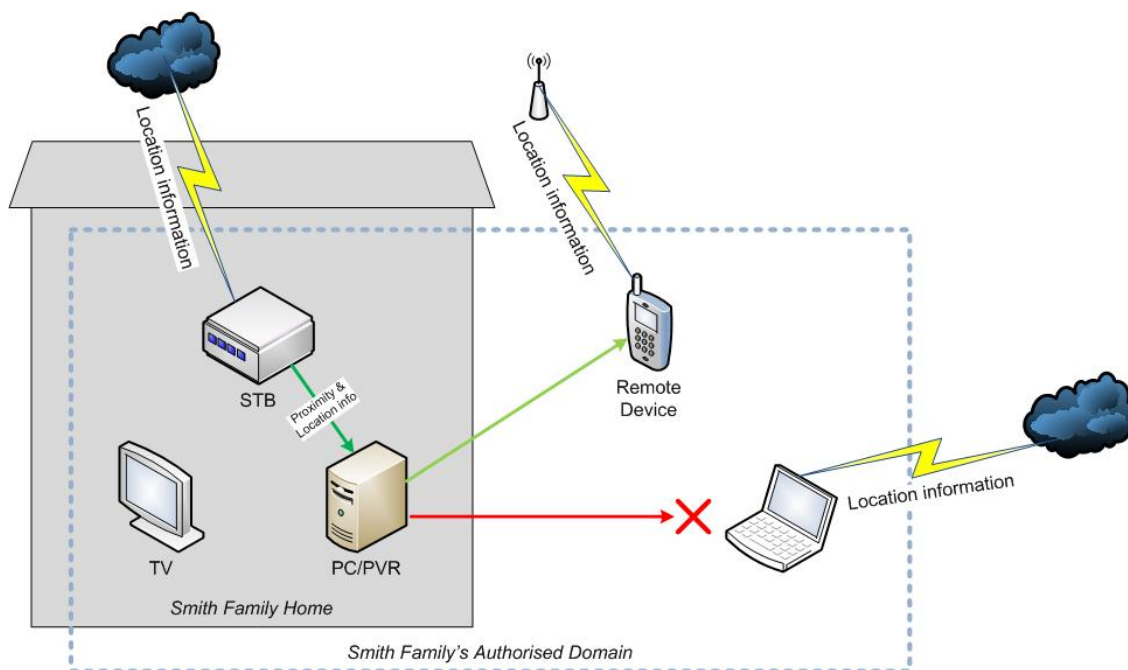 Location information
Location information
STB
Proximity &
Location info
Remote
Device
Location information
TV
PC/PVR
Smith Family Home
Smith Family's Authorised Domain